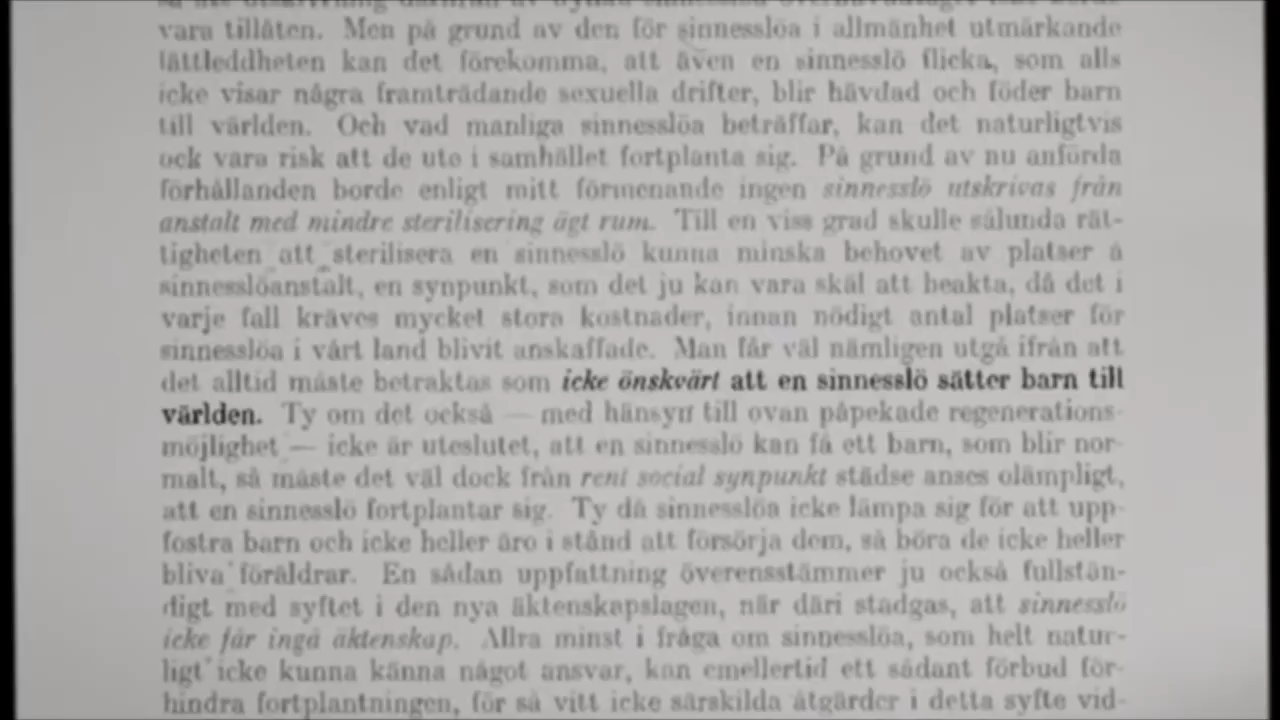 vara tillåten. Men på grund av den för sinnesslöa i allmänhet utmärkande
lättleddheten kan det förekomma, att även en sinnesslö flicka, som alls
icke visar några framträdande sexuella drifter, blir hävdad och föder barn
till världen. Och vad manliga sinnesslöa beträffar, kan det naturligtvis
ock vara risk att de ute i samhället fortplanta sig. På grund av nu anförda
förhållanden borde enligt mitt förmenande ingen sinnesslö utskrivas från
anstalt med mindre sterilisering ägt rum. Till en viss grad skulle sålunda rät-
tigheten att sterilisera en sinnesslö kunna minska behovet av platser å
sinnesslöanstalt, en synpunkt, som det ju kan vara skäl att beakta, då det i
varje fall kräves mycket stora kostnader, innan nödigt antal platser för
sinnesslöa i vårt land blivit anskaffade. Man får väl nämligen utgå ifrån att
det alltid måste betraktas som icke önskvärt att en sinnesslö sätter barn till
världen. Ty om det också — med hänsyn till ovan påpekade regenerations-
möjlighet — icke är uteslutet, att en sinnesslö kan få ett barn, som blir nor-
malt, så måste det väl dock från rent social synpunkt städse anses olämpligt,
att en sinnesslö fortplantar sig. Ty då sinnesslöa icke lämpa sig för att upp-
fostra barn och icke heller äro i stånd att försörja dem, så böra de icke heller
bliva föräldrar. En sådan uppfattning överensstämmer ju också fullstän-
digt med syftet i den nya äktenskapslagen, när däri stadgas, att sinnesslö
icke får ingå äktenskap. Allra minst i fråga om sinnesslöa, som helt natur-
ligt icke kunna känna något ansvar, kan emellertid ett sådant förbud för-
hindra fortplantningen, för så vitt icke särskilda åtgärder i detta syfte vid-